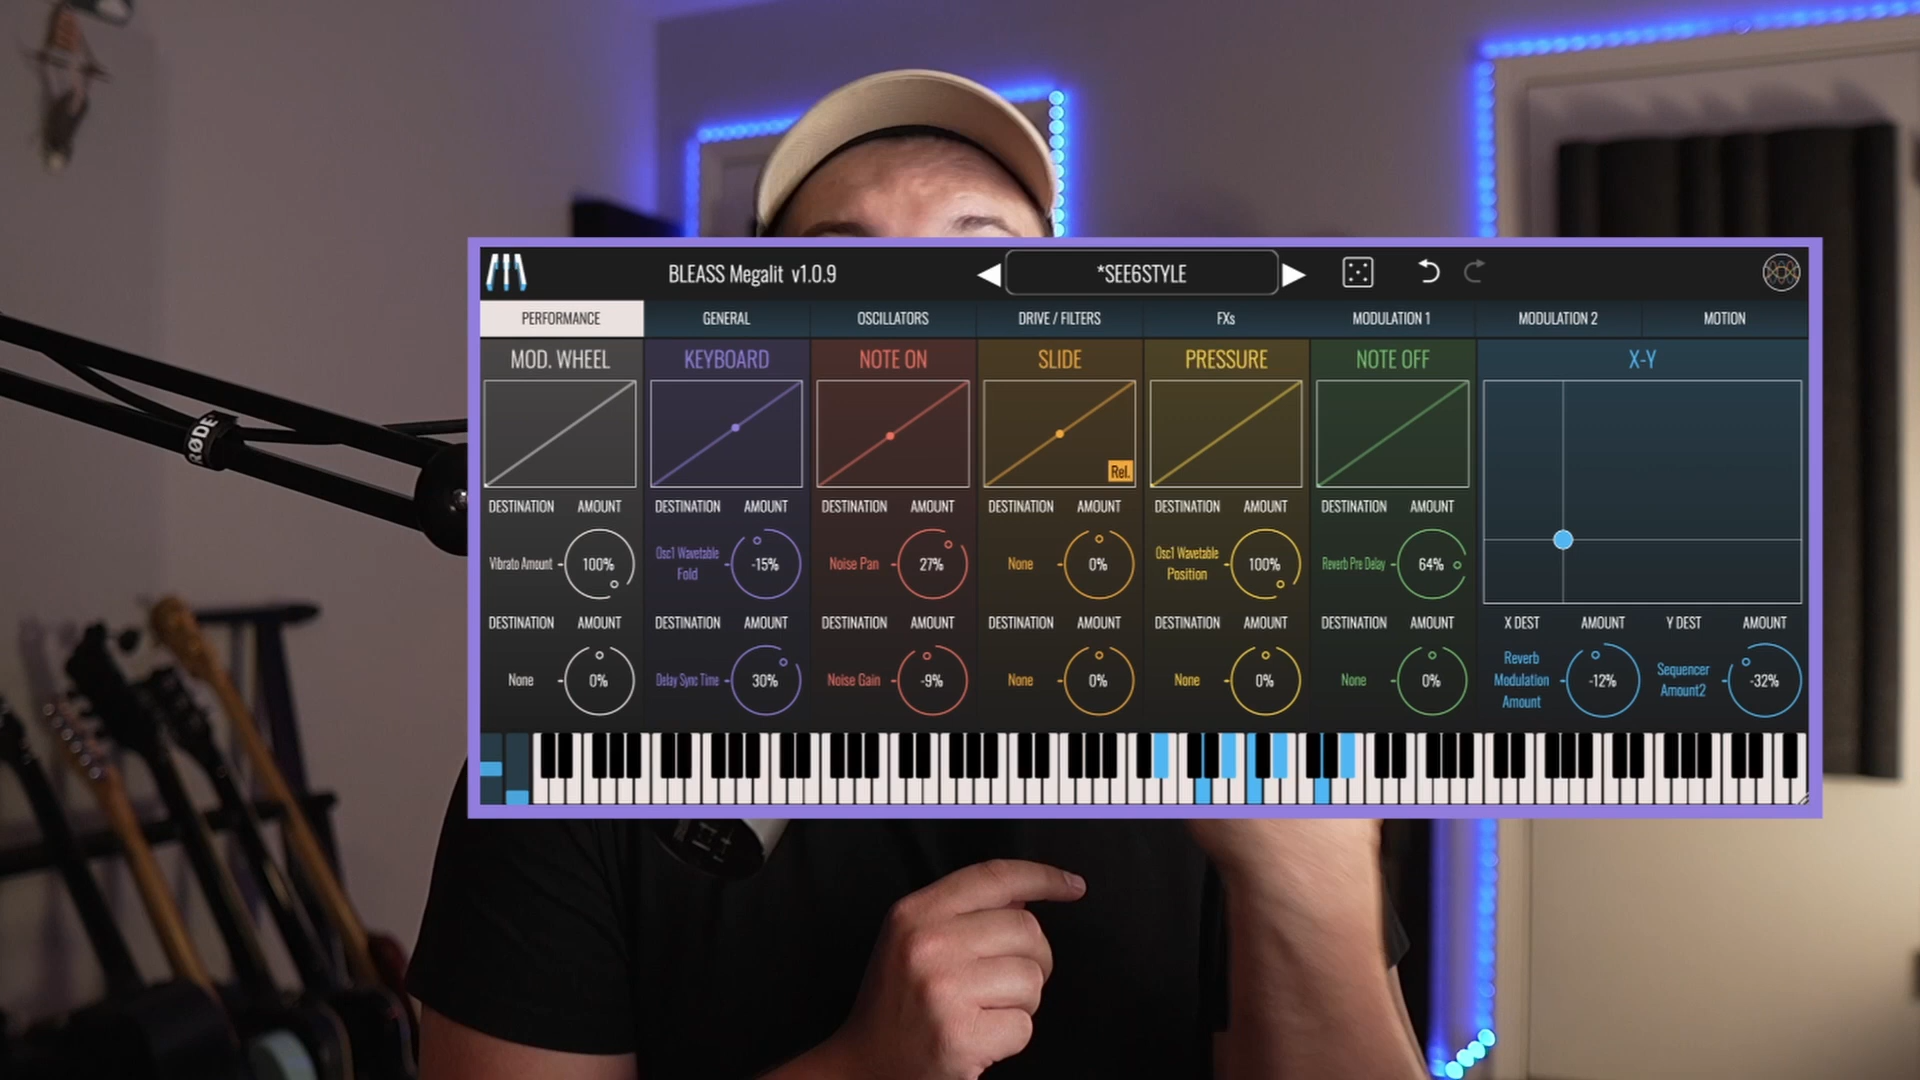 BLEASS Megalit v1.0.9
*SEE6STYLE
PERFORMANCE GENERAL OSCILLATORS DRIVE / FILTERS FXs MODULATION 1 MODULATION 2 MOTION
MOD. WHEEL KEYBOARD NOTE ON SLIDE PRESSURE NOTE OFF X-Y
Rel.
DESTINATION AMOUNT DESTINATION AMOUNT DESTINATION AMOUNT DESTINATION AMOUNT DESTINATION AMOUNT DESTINATION AMOUNT
Vibrato Amount 100%
Osc1 Wavetable
Fold
-15%
Noise Pan 27%
None 0%
Osc1 Wavetable
Position
100%
Reverb Pre Delay 64%
DESTINATION AMOUNT DESTINATION AMOUNT DESTINATION AMOUNT DESTINATION AMOUNT DESTINATION AMOUNT DESTINATION AMOUNT X DEST AMOUNT Y DEST AMOUNT
None 0%
Delay Sync Time 30%
Noise Gain -9%
None 0%
None 0%
None 0%
Reverb
Modulation
Amount
-12%
Sequencer
Amount2
-32%
RØDE